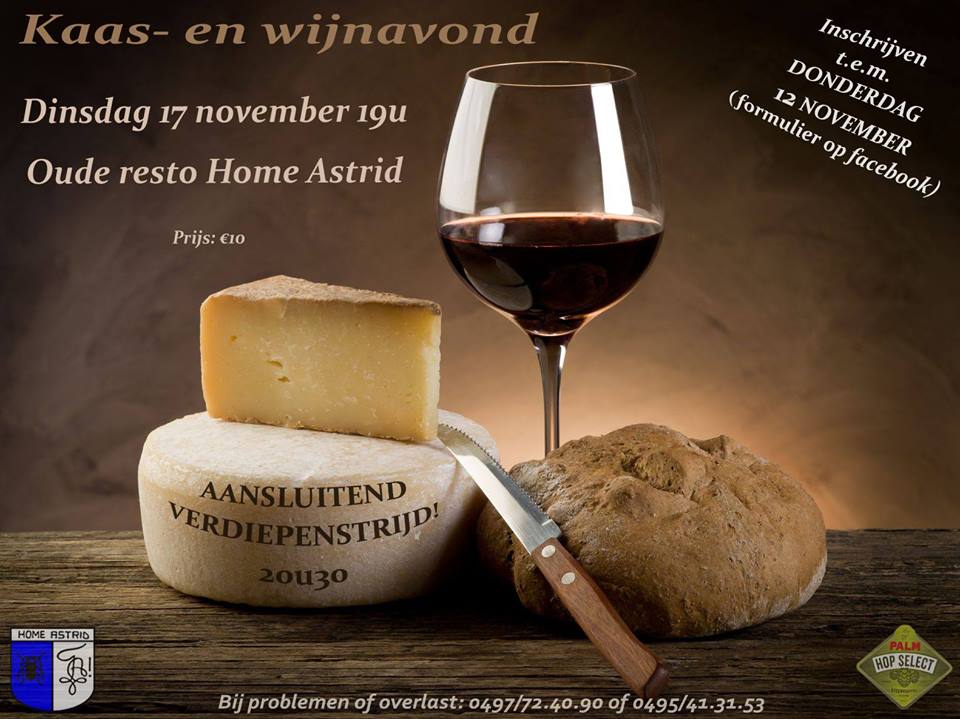 Kaas- en wijnavond
Dinsdag 17 november 19u
Oude resto Home Astrid
Prijs: €10
Inschrijven
t.e.m.
DONDERDAG
12 NOVEMBER
(formulier op facebook)
AANSLUITEND
VERDIEPENSTRIJD!
20u30
HOME ASTRID
PALM
HOP SELECT
Bij problemen of overlast: 0497/72.40.90 of 0495/41.31.53